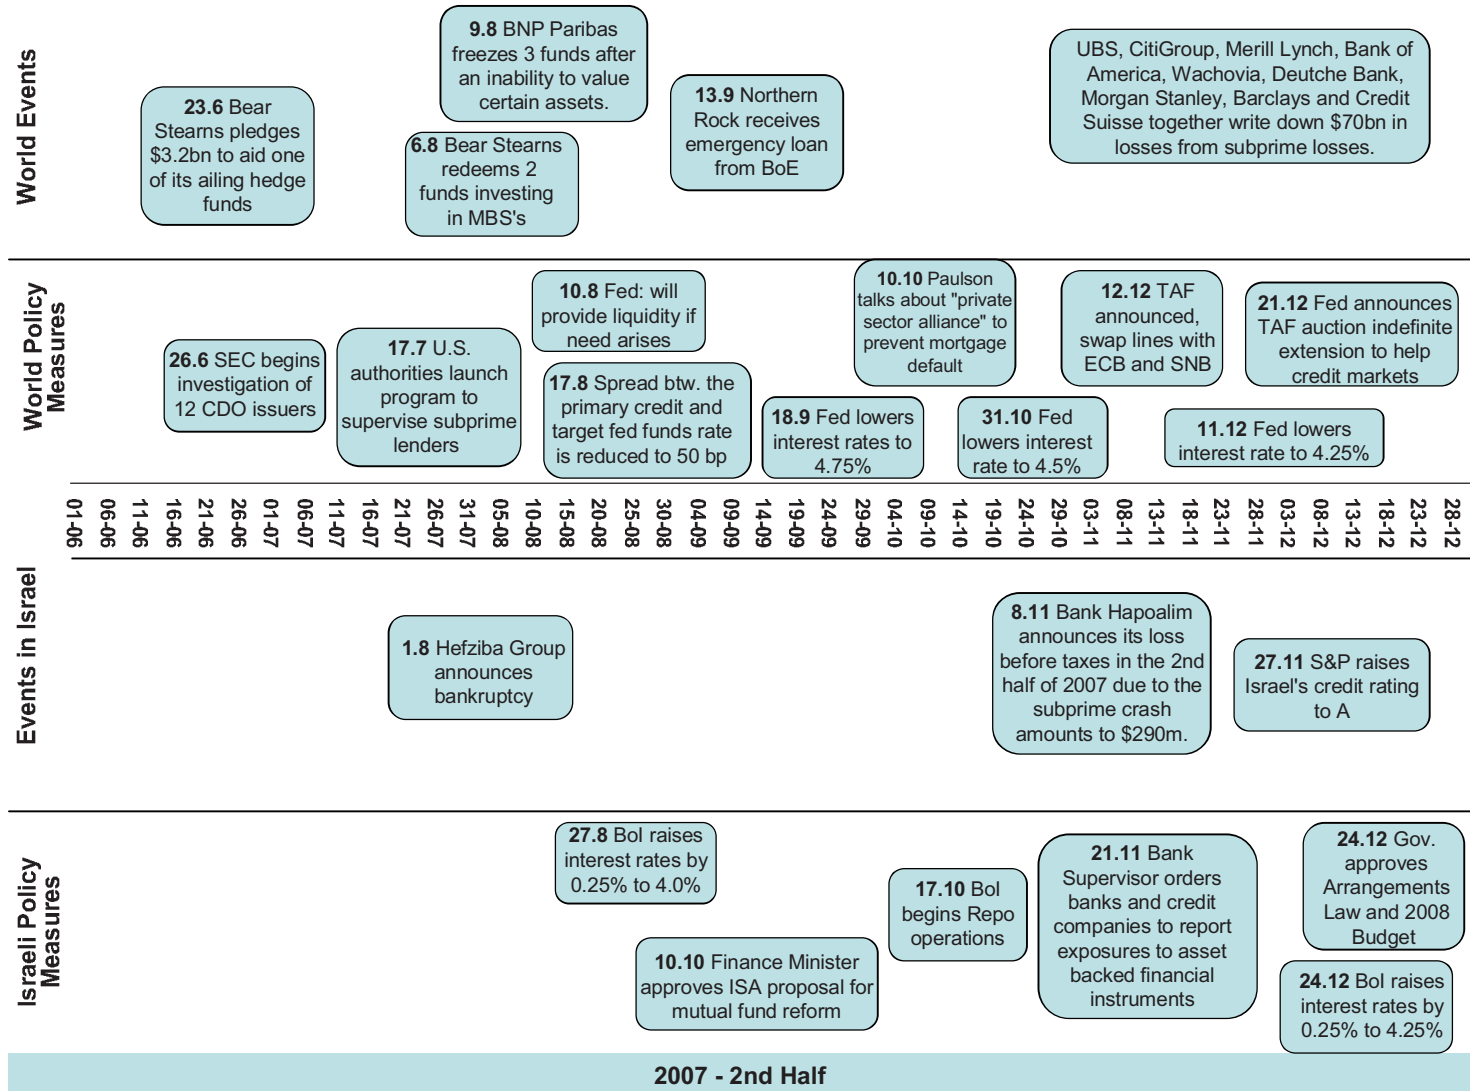 World Events
23.6 Bear
Stearns pledges
$3.2bn to aid one
of its ailing hedge
funds
9.8 BNP Paribas
freezes 3 funds after
an inability to value
certain assets.
6.8 Bear Stearns
redeems 2
funds investing
in MBS's
13.9 Northern
Rock receives
emergency loan
from BoE
UBS, CitiGroup, Merill Lynch, Bank of
America, Wachovia, Deutche Bank,
Morgan Stanley, Barclays and Credit
Suisse together write down $70bn in
losses from subprime losses.
World Policy
Measures
26.6 SEC begins
investigation of
12 CDO issuers
17.7 U.S.
authorities launch
program to
supervise subprime
lenders
10.8 Fed: will
provide liquidity if
need arises
17.8 Spread btw. the
primary credit and
target fed funds rate
is reduced to 50 bp
10.10 Paulson
talks about "private
sector alliance" to
prevent mortgage
default
18.9 Fed lowers
interest rates to
4.75%
31.10 Fed
lowers interest
rate to 4.5%
12.12 TAF
announced,
swap lines with
ECB and SNB
21.12 Fed announces
TAF auction indefinite
extension to help
credit markets
11.12 Fed lowers
interest rate to 4.25%
01-06
06-06
11-06
16-06
21-06
26-06
01-07
06-07
11-07
16-07
21-07
26-07
31-07
05-08
10-08
15-08
20-08
25-08
30-08
04-09
09-09
14-09
19-09
24-09
29-09
04-10
09-10
14-10
19-10
24-10
29-10
03-11
08-11
13-11
18-11
23-11
28-11
03-12
08-12
13-12
18-12
23-12
28-12
Events in Israel
1.8 Hefziba Group
announces
bankruptcy
8.11 Bank Hapoalim
announces its loss
before taxes in the 2nd
half of 2007 due to the
subprime crash
amounts to $290m.
27.11 S&P raises
Israel's credit rating
to A
Israeli Policy
Measures
27.8 BoI raises
interest rates by
0.25% to 4.0%
10.10 Finance Minister
approves ISA proposal for
mutual fund reform
17.10 BoI
begins Repo
operations
21.11 Bank
Supervisor orders
banks and credit
companies to report
exposures to asset
backed financial
instruments
24.12 Gov.
approves
Arrangements
Law and 2008
Budget
24.12 BoI raises
interest rates by
0.25% to 4.25%
2007 - 2nd Half